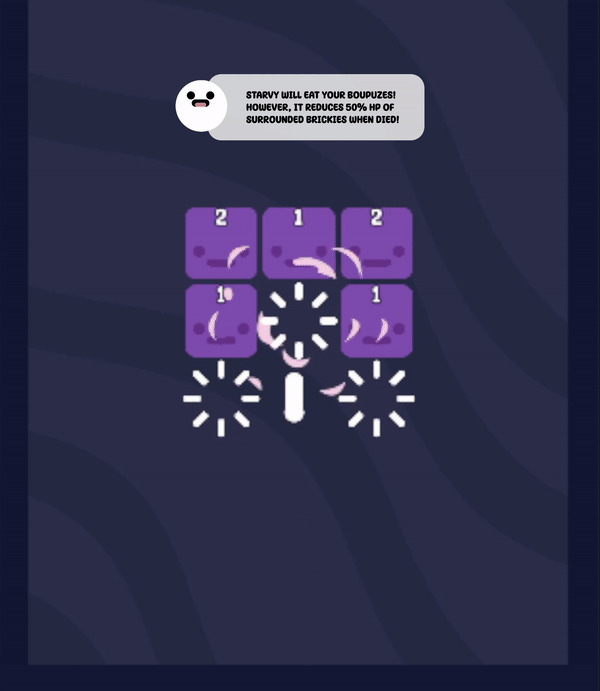 STARVY WILL EAT YOUR BOUPUZES!
HOWEVER, IT REDUCES 50% HP OF
SURROUNDED BRICKIES WHEN DIED!
2 1 2
1 1